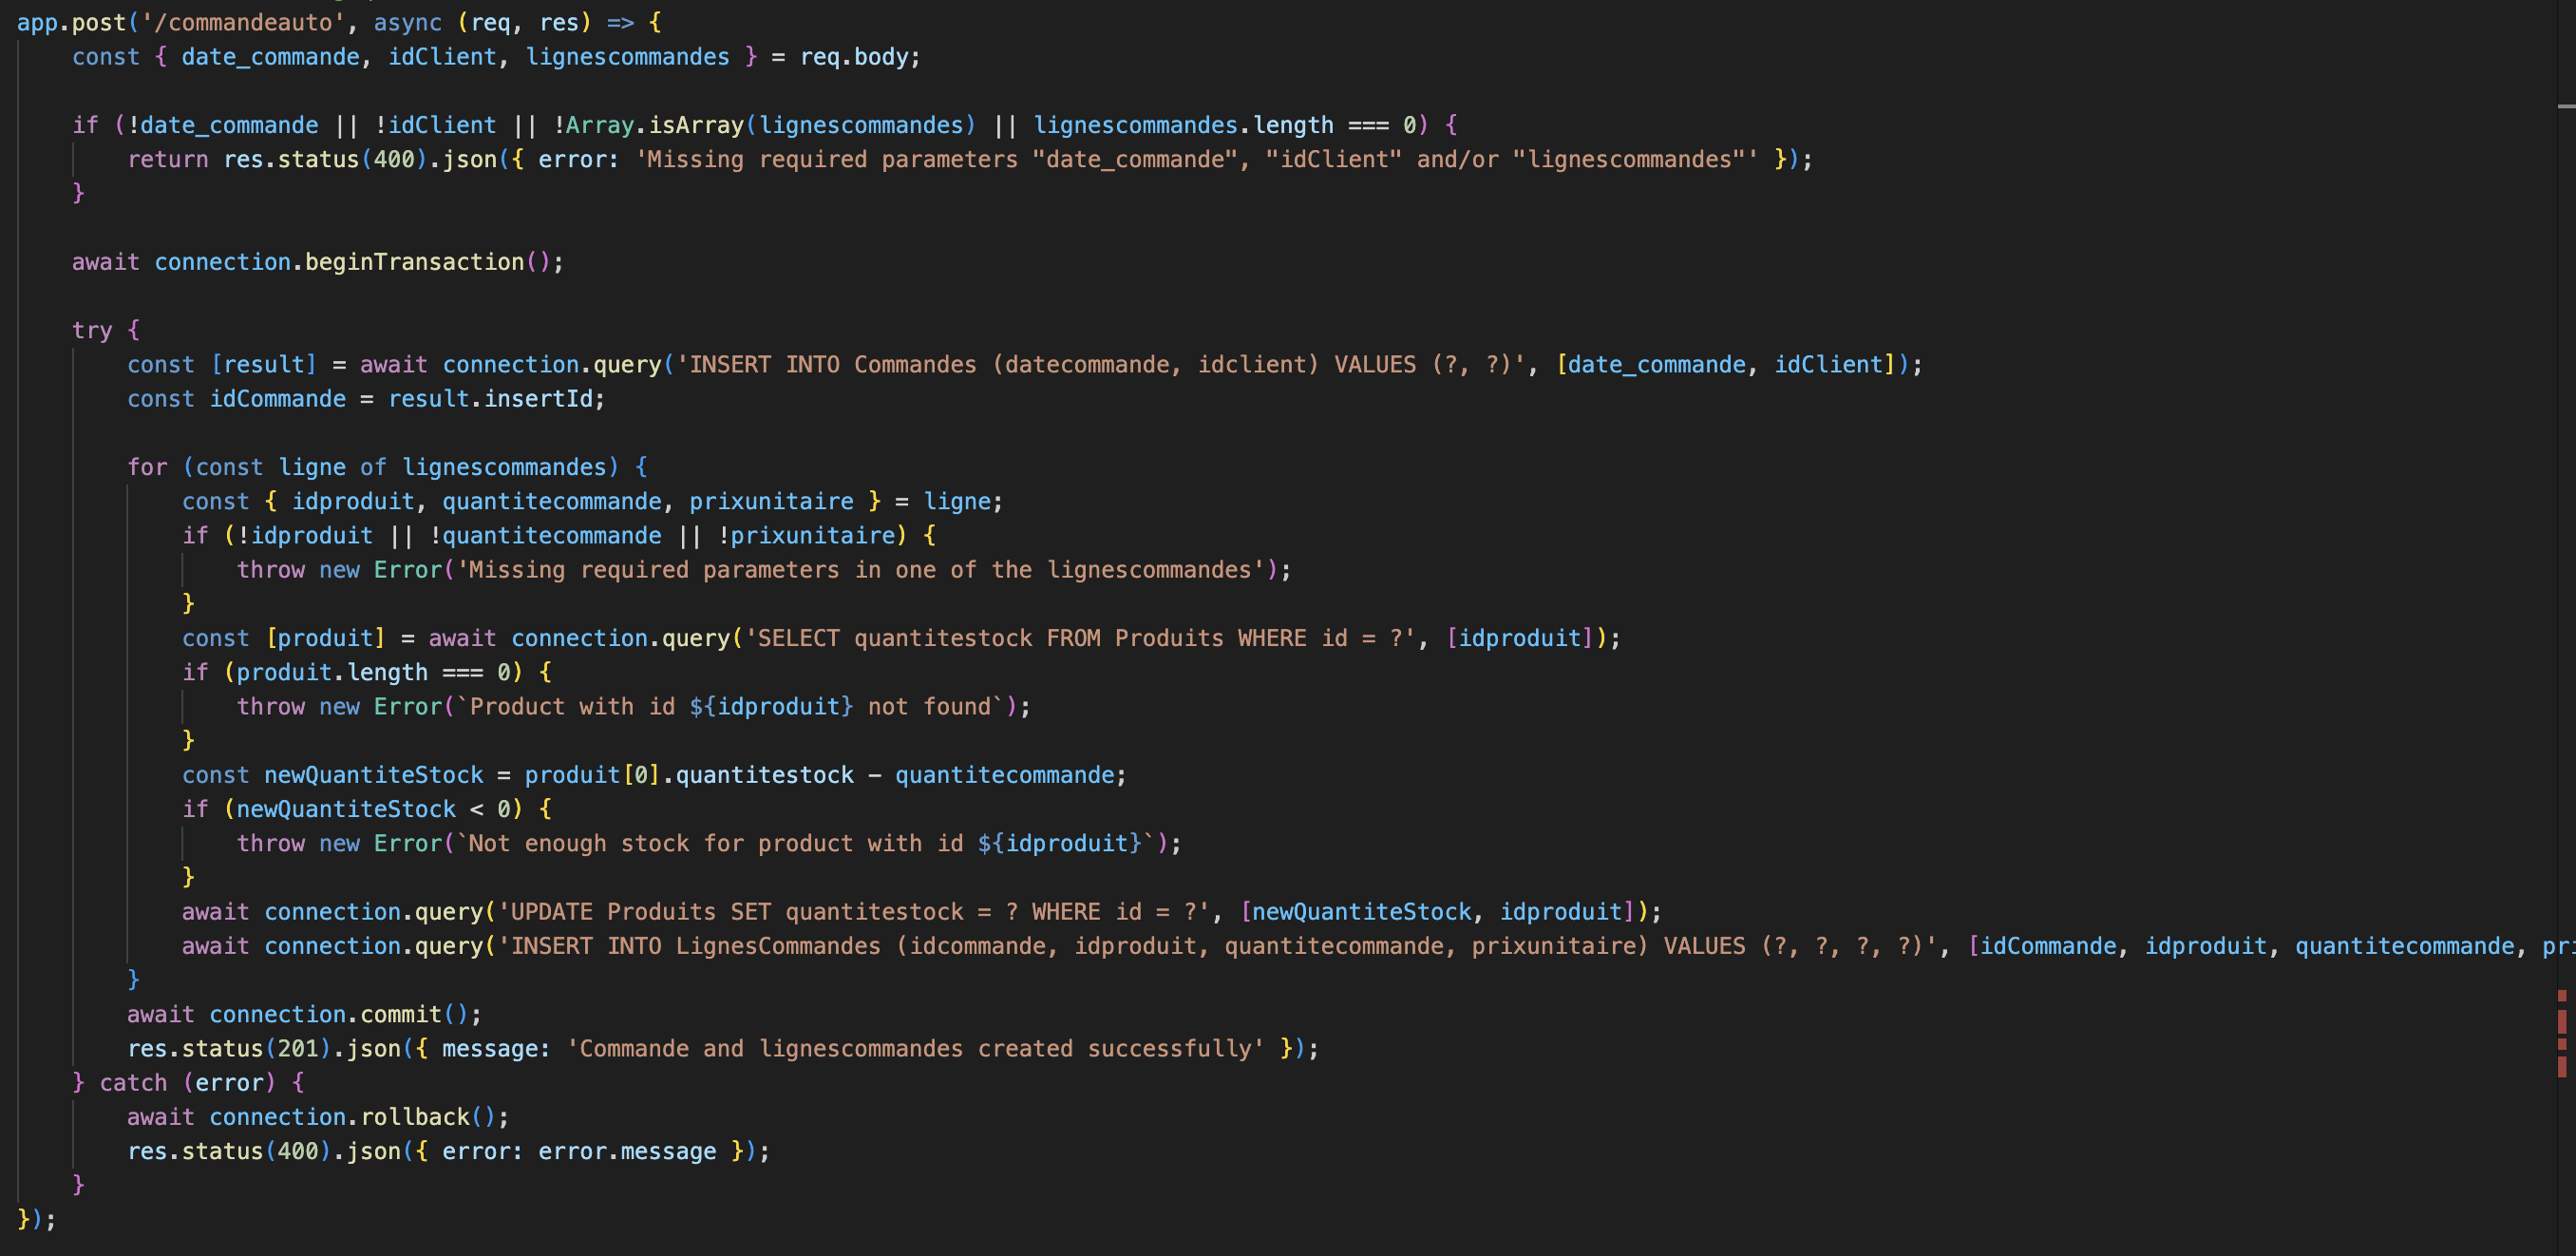 app.post('/commandeauto', async (req, res) => {
    const { date_commande, idClient, lignescommandes } = req.body;

    if (!date_commande || !idClient || !Array.isArray(lignescommandes) || lignescommandes.length === 0) {
        return res.status(400).json({ error: 'Missing required parameters "date_commande", "idClient" and/or "lignescommandes"' });
    }

    await connection.beginTransaction();

    try {
        const [result] = await connection.query('INSERT INTO Commandes (datecommande, idclient) VALUES (?, ?)', [date_commande, idClient]);
        const idCommande = result.insertId;

        for (const ligne of lignescommandes) {
            const { idproduit, quantitecommande, prixunitaire } = ligne;
            if (!idproduit || !quantitecommande || !prixunitaire) {
                throw new Error('Missing required parameters in one of the lignescommandes');
            }
            const [produit] = await connection.query('SELECT quantitestock FROM Produits WHERE id = ?', [idproduit]);
            if (produit.length === 0) {
                throw new Error(`Product with id ${idproduit} not found`);
            }
            const newQuantiteStock = produit[0].quantitestock - quantitecommande;
            if (newQuantiteStock < 0) {
                throw new Error(`Not enough stock for product with id ${idproduit}`);
            }
            await connection.query('UPDATE Produits SET quantitestock = ? WHERE id = ?', [newQuantiteStock, idproduit]);
            await connection.query('INSERT INTO LignesCommandes (idcommande, idproduit, quantitecommande, prixunitaire) VALUES (?, ?, ?, ?)', [idCommande, idproduit, quantitecommande,
        }
        await connection.commit();
        res.status(201).json({ message: 'Commande and lignescommandes created successfully' });
    } catch (error) {
        await connection.rollback();
        res.status(400).json({ error: error.message });
    }
});